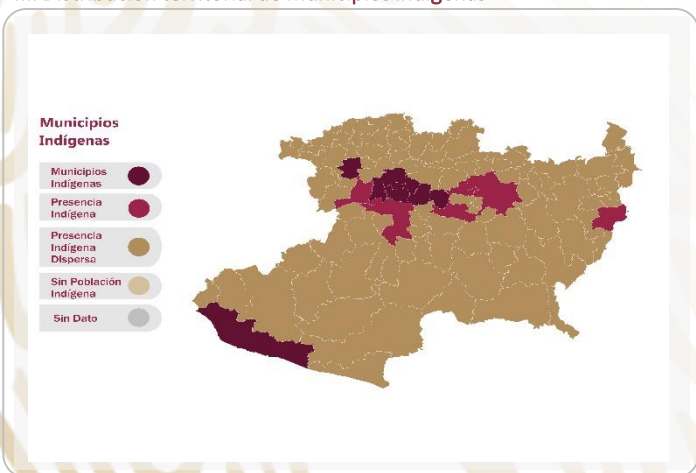 Municipios
Indígenas
Municipios
Indígenas
Presencia
Indígena
Presencia
Indígena
Dispersa
Sin Población
Indígena
Sin Dato